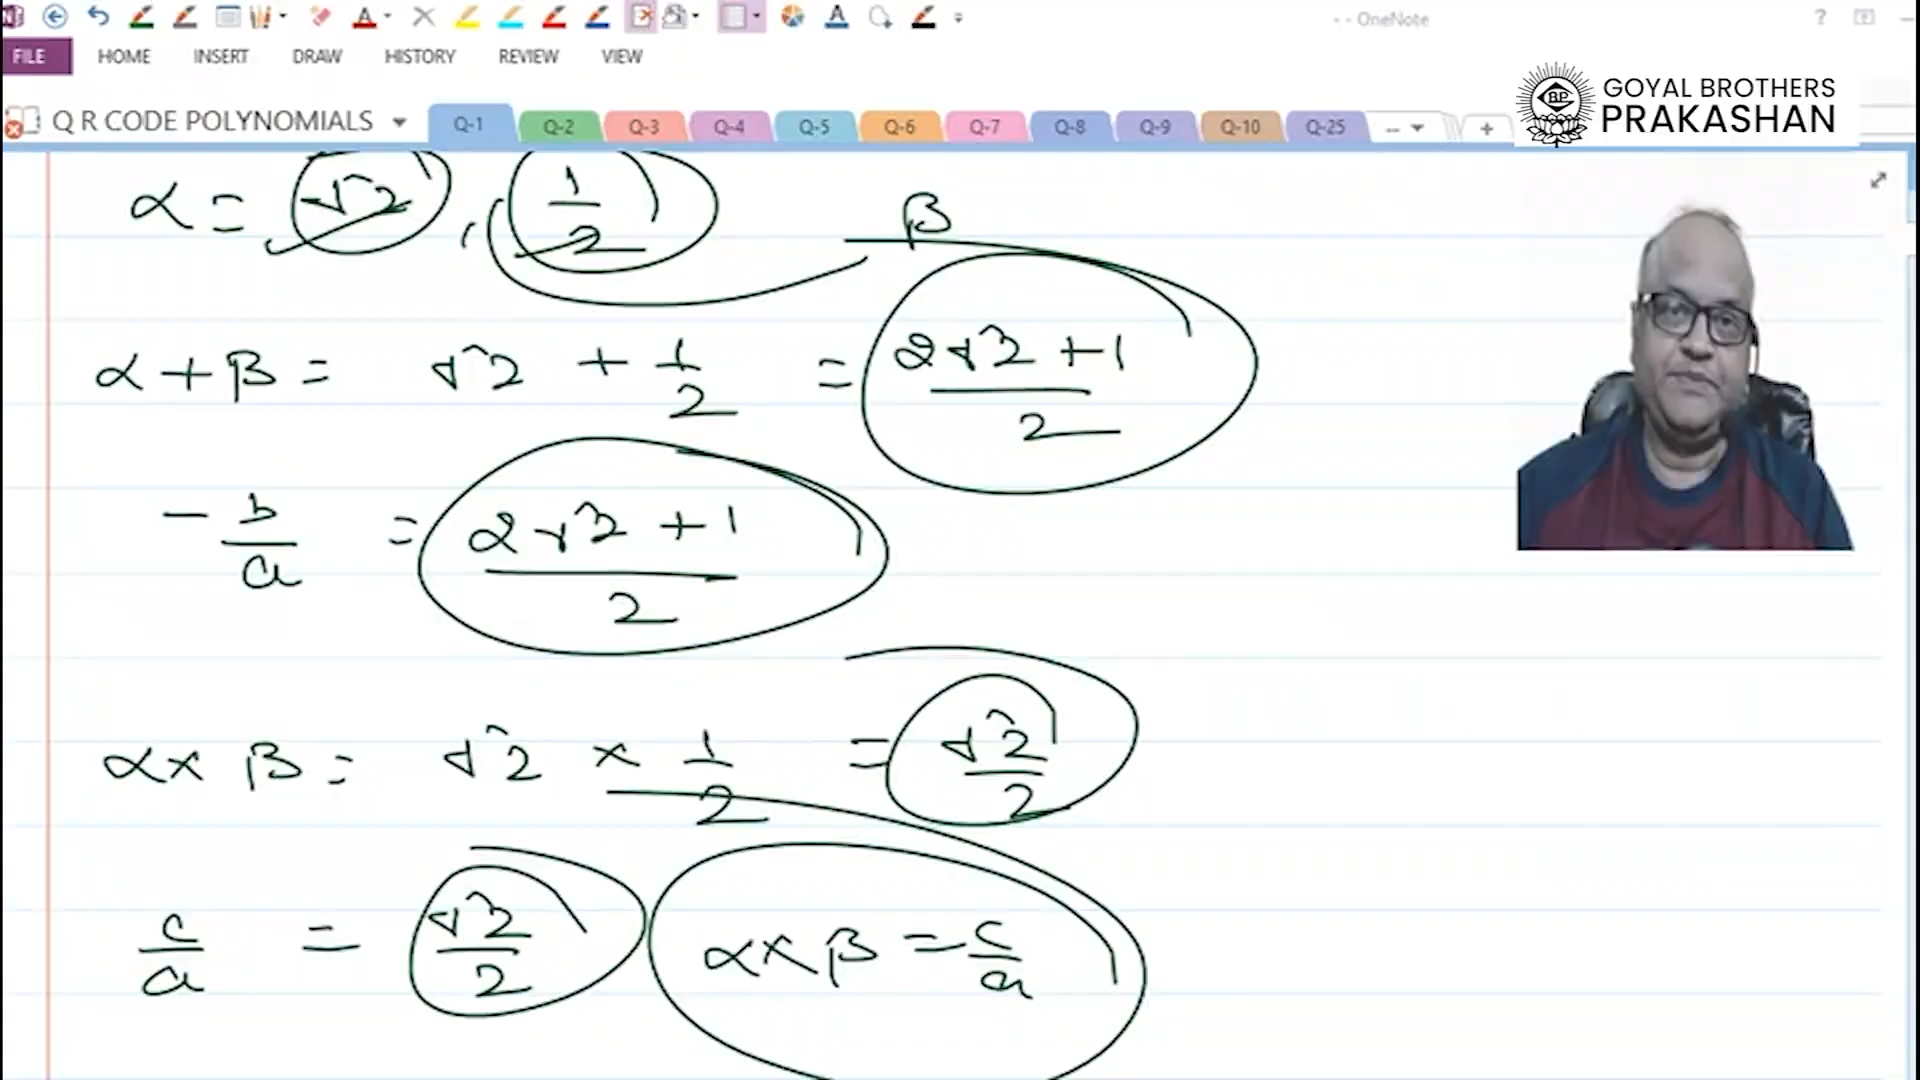 - - OneNote
?
FILE HOME INSERT DRAW HISTORY REVIEW VIEW
GOYAL BROTHERS
PRAKASHAN
BP
Q R CODE POLYNOMIALS
Q-1 Q-2 Q-3 Q-4 Q-5 Q-6 Q-7 Q-8 Q-9 Q-10 Q-25 -- +
α = √2 , 1/2 β
α + β = √2 + 1/2 = (2√2 + 1)/2
- b/a = (2√2 + 1)/2
α × β = √2 × 1/2 = √2/2
c/a = √2/2 α × β = c/a